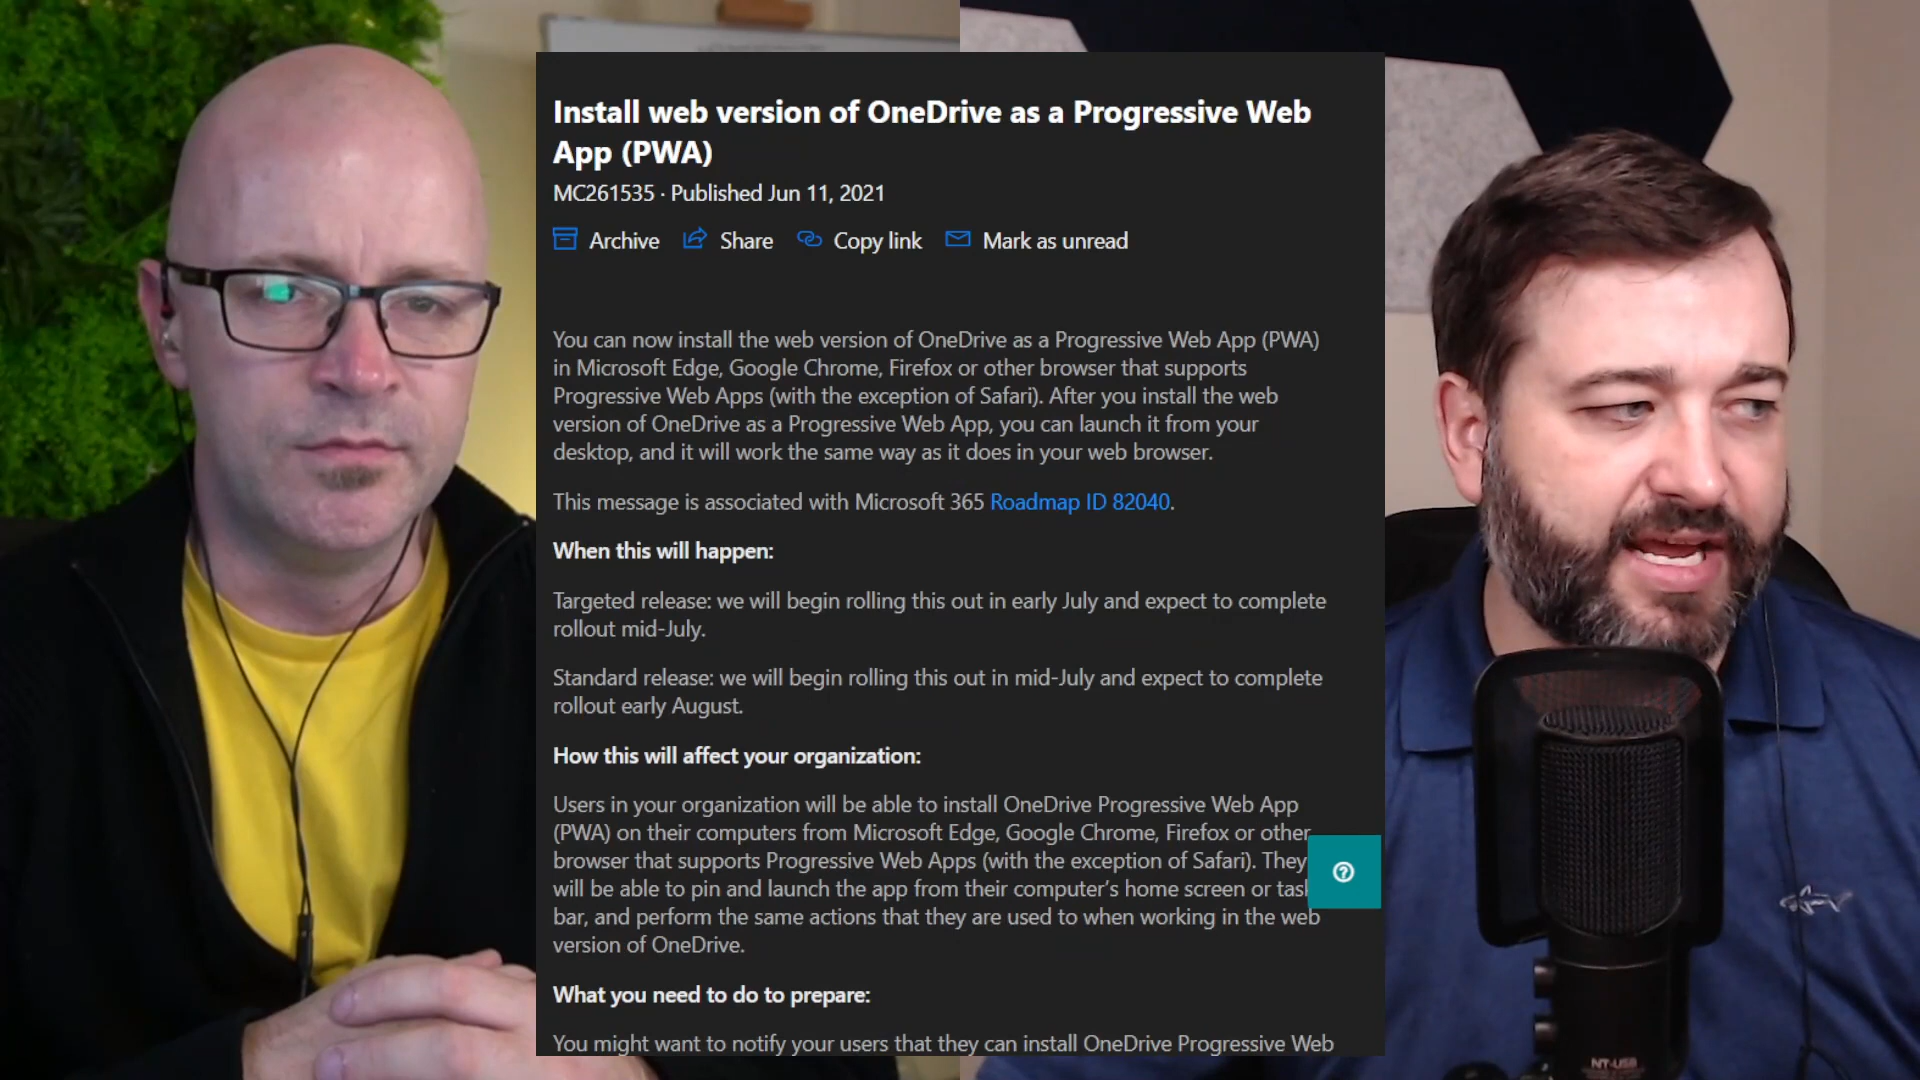 Install web version of OneDrive as a Progressive Web
App (PWA)
MC261535 · Published Jun 11, 2021
Archive Share Copy link Mark as unread
You can now install the web version of OneDrive as a Progressive Web App (PWA)
in Microsoft Edge, Google Chrome, Firefox or other browser that supports
Progressive Web Apps (with the exception of Safari). After you install the web
version of OneDrive as a Progressive Web App, you can launch it from your
desktop, and it will work the same way as it does in your web browser.
This message is associated with Microsoft 365 Roadmap ID 82040.
When this will happen:
Targeted release: we will begin rolling this out in early July and expect to complete
rollout mid-July.
Standard release: we will begin rolling this out in mid-July and expect to complete
rollout early August.
How this will affect your organization:
Users in your organization will be able to install OneDrive Progressive Web App
(PWA) on their computers from Microsoft Edge, Google Chrome, Firefox or other
browser that supports Progressive Web Apps (with the exception of Safari). They
will be able to pin and launch the app from their computer’s home screen or task
bar, and perform the same actions that they are used to when working in the web
version of OneDrive.
What you need to do to prepare:
You might want to notify your users that they can install OneDrive Progressive Web
NT-USB